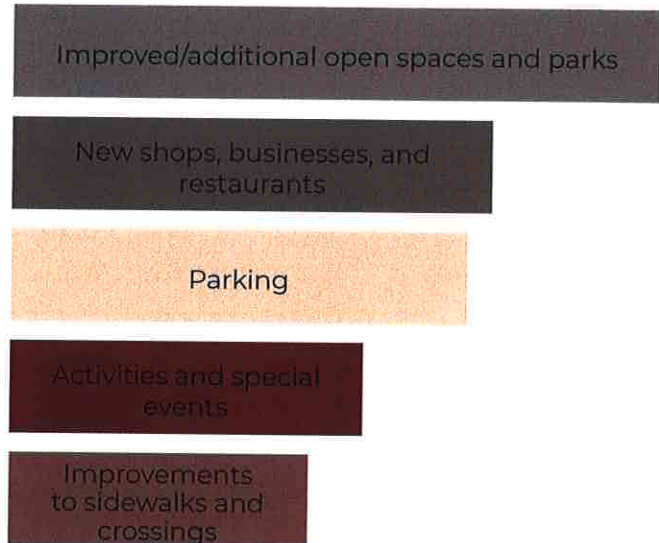 Improved/additional open spaces and parks
New shops, businesses, and
restaurants
Parking
Activities and special
events
Improvements
to sidewalks and
crossings